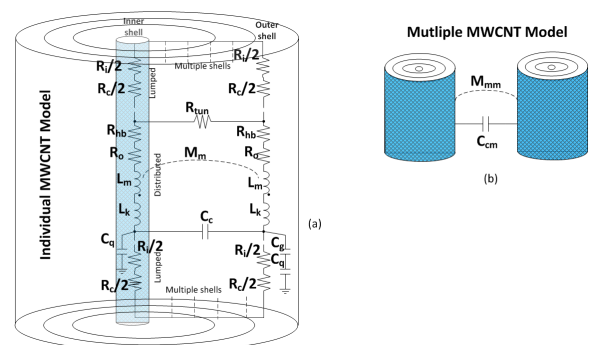 Inner shell
Outer shell
Mutliple MWCNT Model
Individual MWCNT Model
Ri/2
Rc/2
Lumped
Multiple shells
Ri/2
Rc/2
Rtun
Rhb
Ro
Lm
Lk
Distributed
Mm
Rhb
Ro
Lm
Lk
Cc
Cq
Ri/2
Rc/2
Lumped
Multiple shells
Ri/2
Rc/2
Cg
Cq
(a)
Mmm
Ccm
(b)